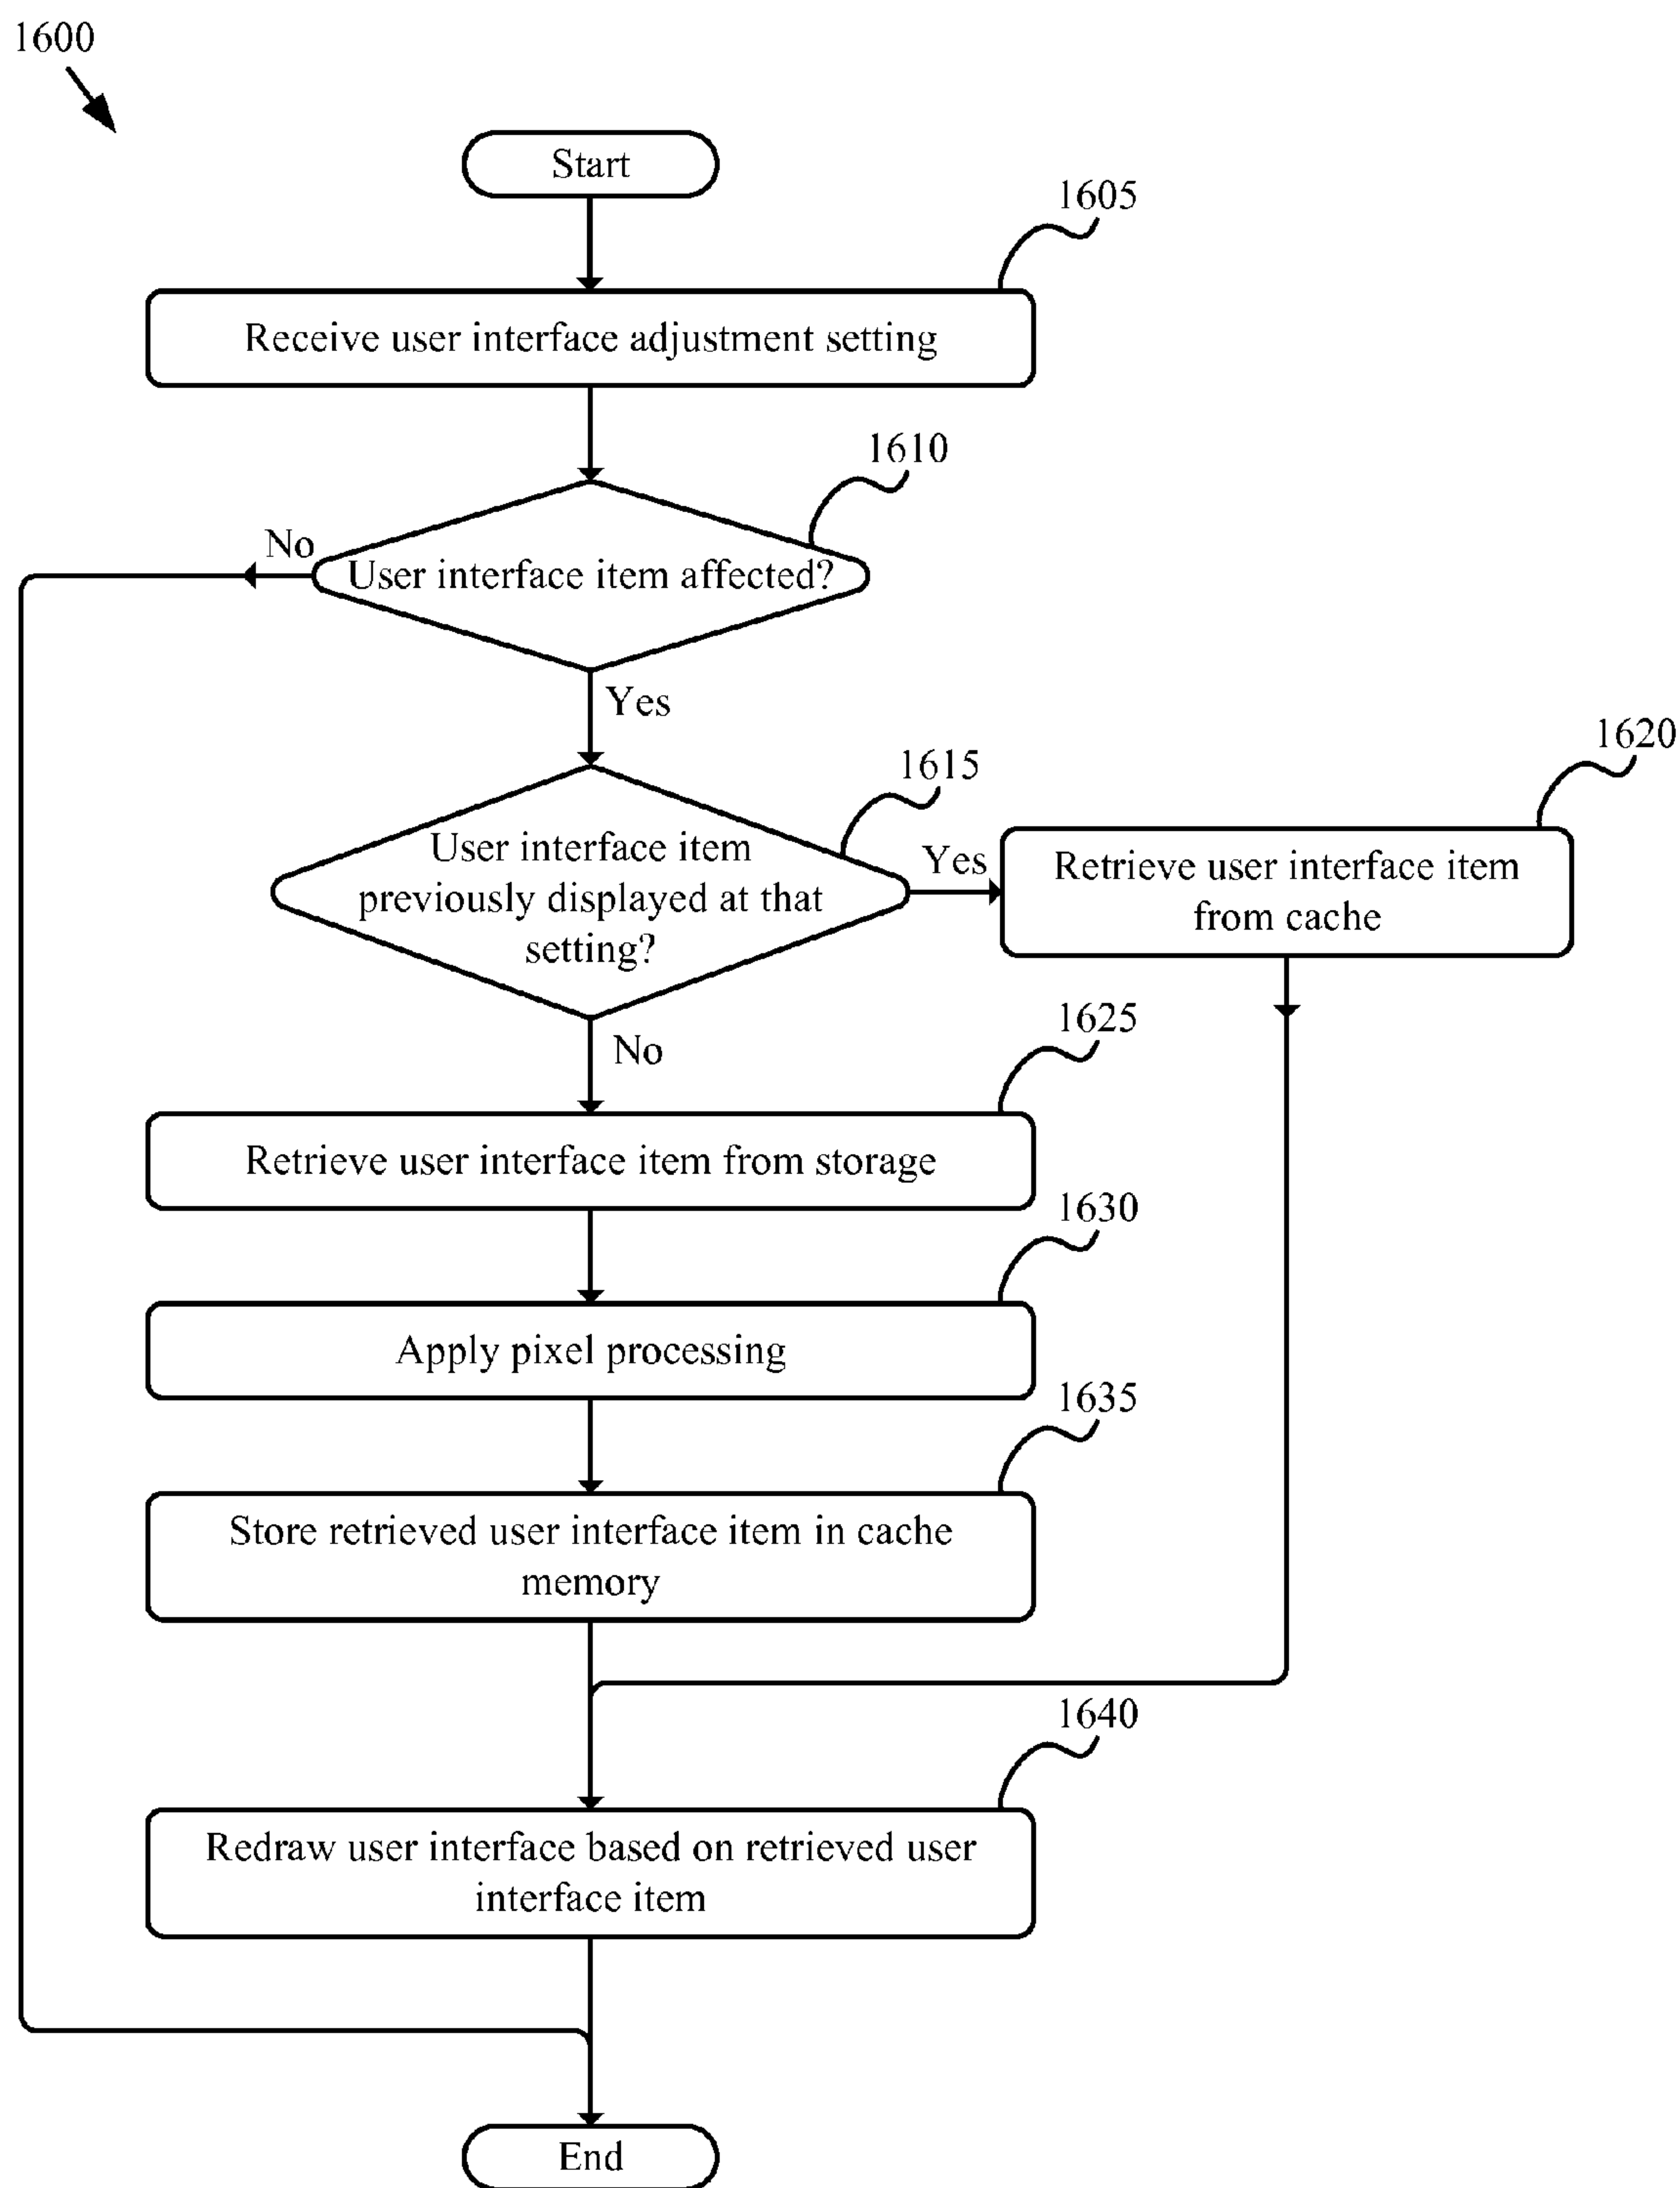 1600
Start
1605
Receive user interface adjustment setting
1610
No
User interface item affected?
Yes
1615
1620
User interface item
previously displayed at that
setting?
Yes
Retrieve user interface item
from cache
No
1625
Retrieve user interface item from storage
1630
Apply pixel processing
1635
Store retrieved user interface item in cache
memory
1640
Redraw user interface based on retrieved user
interface item
End